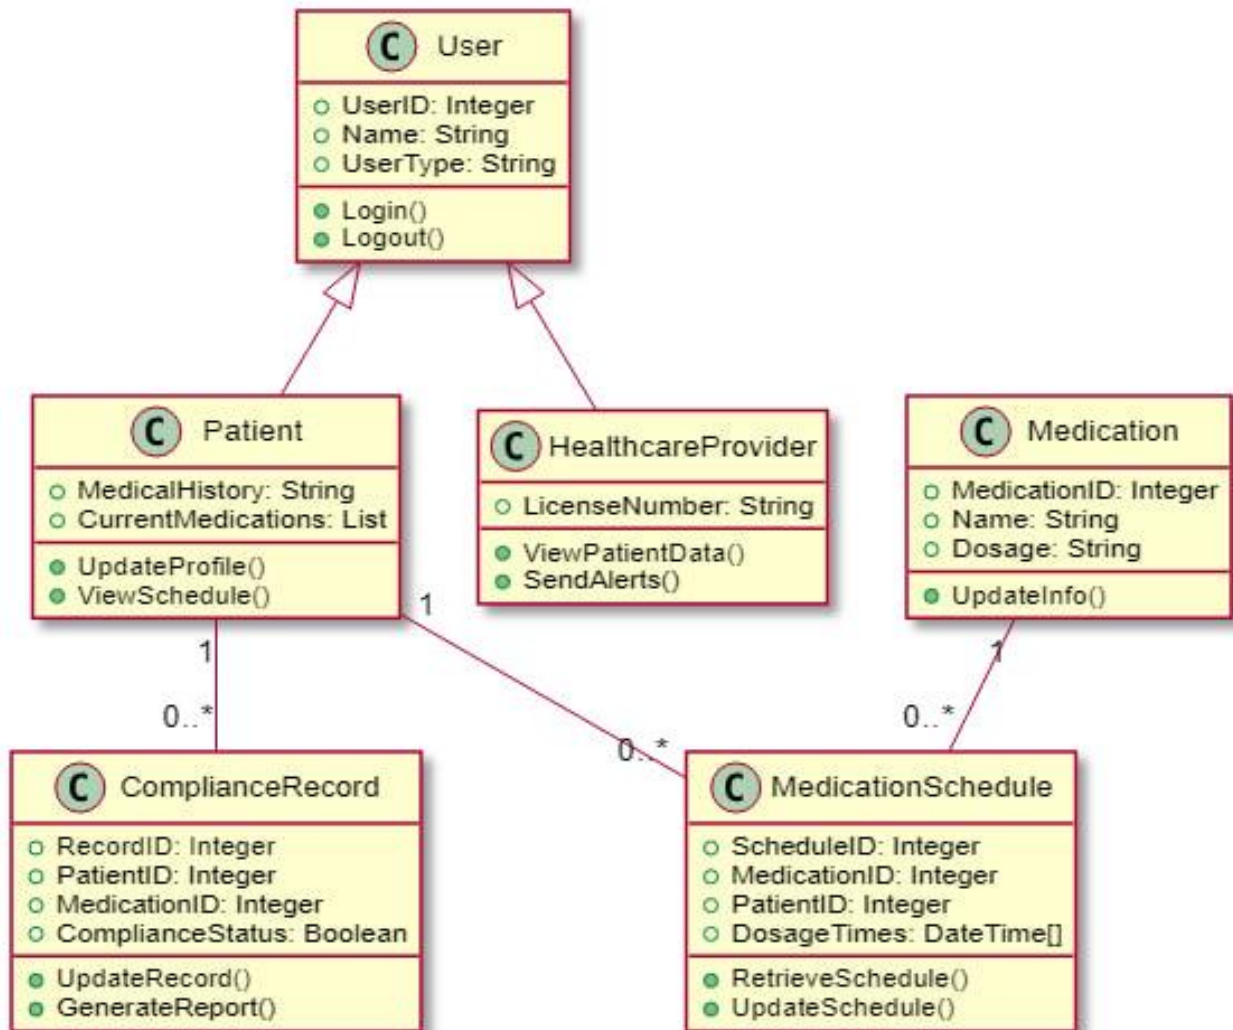 C User
UserID: Integer
Name: String
UserType: String
Login()
Logout()
C Patient
MedicalHistory: String
CurrentMedications: List
UpdateProfile()
ViewSchedule()
C HealthcareProvider
LicenseNumber: String
ViewPatientData()
SendAlerts()
C Medication
MedicationID: Integer
Name: String
Dosage: String
UpdateInfo()
1
1
1
0..*
0..*
0..*
C ComplianceRecord
RecordID: Integer
PatientID: Integer
MedicationID: Integer
ComplianceStatus: Boolean
UpdateRecord()
GenerateReport()
C MedicationSchedule
ScheduleID: Integer
MedicationID: Integer
PatientID: Integer
DosageTimes: DateTime[]
RetrieveSchedule()
UpdateSchedule()